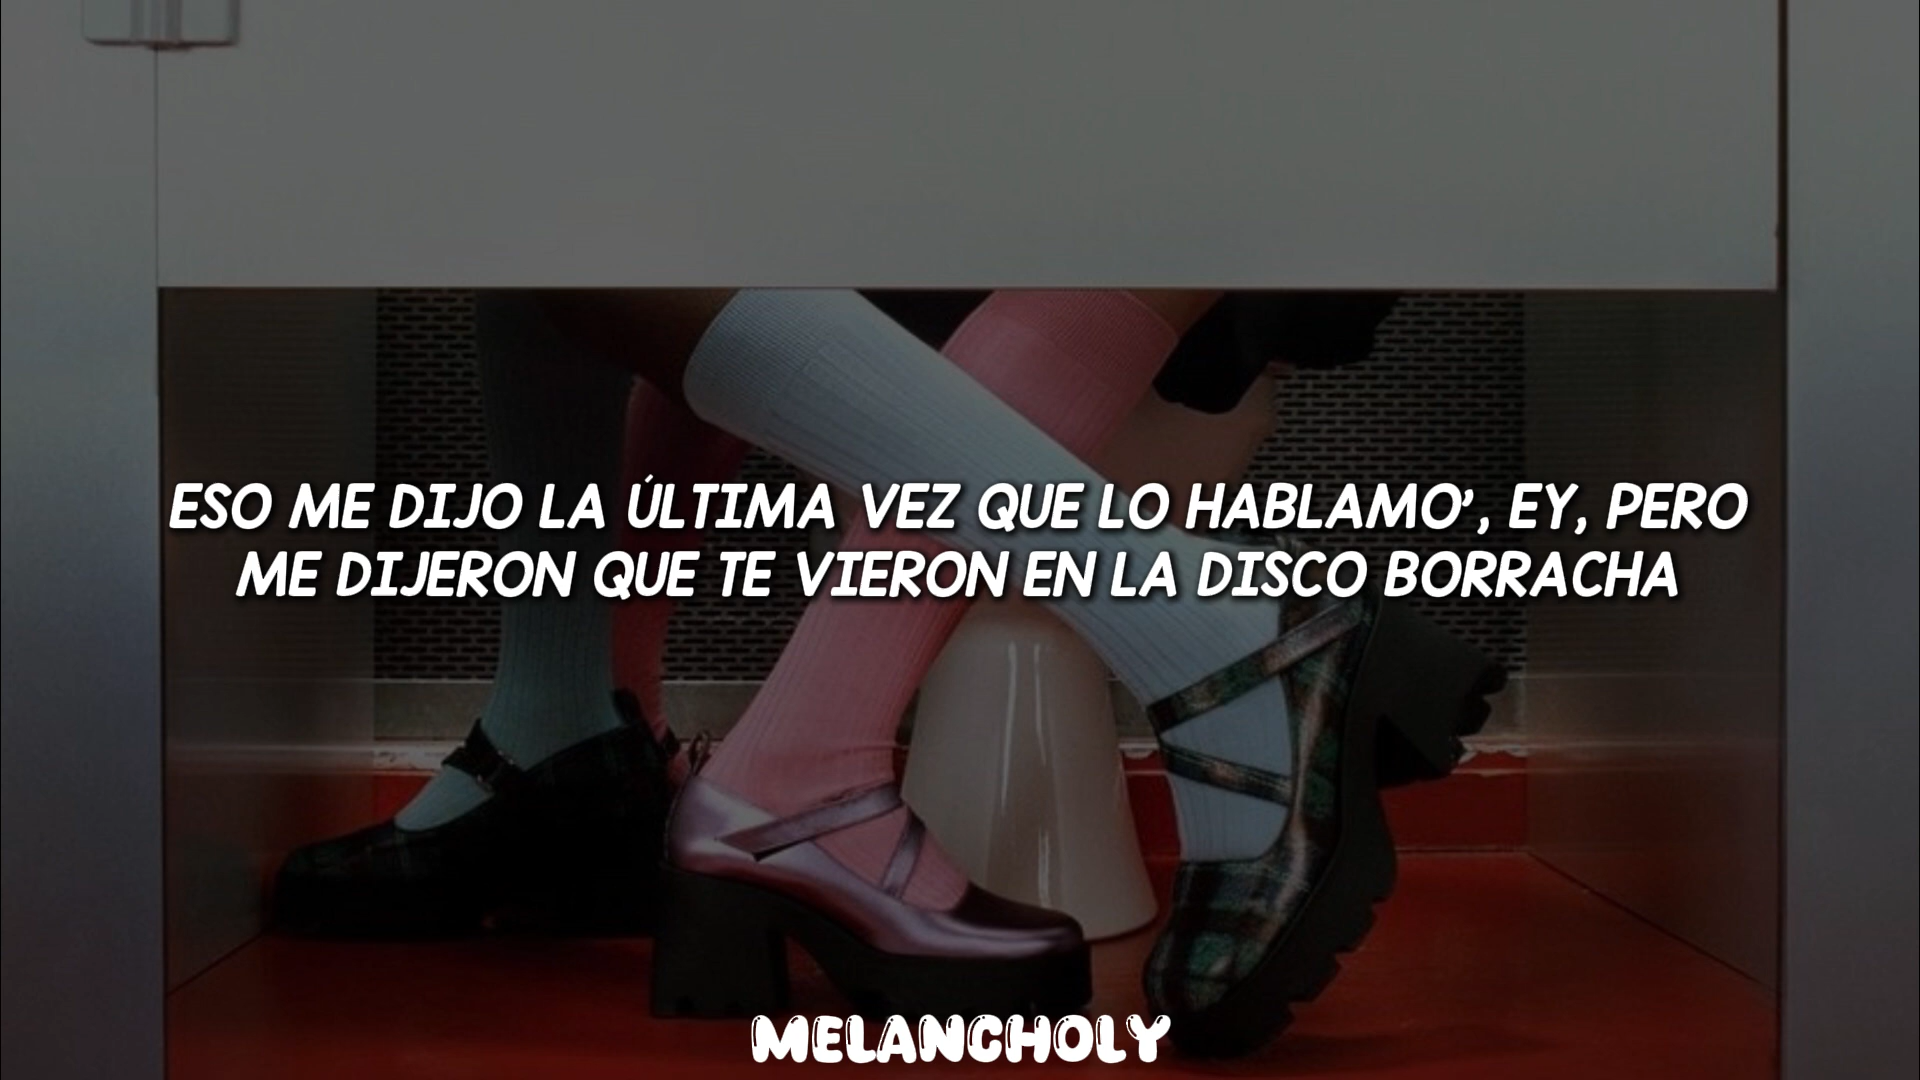 ESO ME DIJO LA ÚLTIMA VEZ QUE LO HABLAMO', EY, PERO
ME DIJERON QUE TE VIERON EN LA DISCO BORRACHA
MELANCHOLY